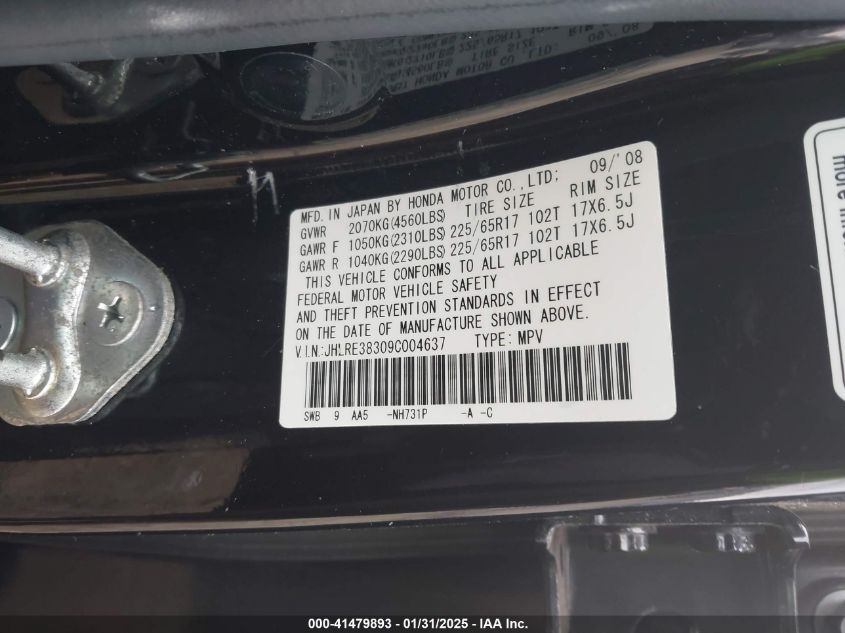 MFD. IN JAPAN BY HONDA MOTOR CO., LTD: 09/'08
GVWR 2070KG(4560LBS) TIRE SIZE RIM SIZE
GAWR F 1050KG(2310LBS) 225/65R17 102T 17X6.5J
GAWR R 1040KG(2290LBS) 225/65R17 102T 17X6.5J
THIS VEHICLE CONFORMS TO ALL APPLICABLE
FEDERAL MOTOR VEHICLE SAFETY
AND THEFT PREVENTION STANDARDS IN EFFECT
ON THE DATE OF MANUFACTURE SHOWN ABOVE.
V.I.N.:JHLRE38309C004637 TYPE: MPV
SWB 9 AA5 -NH731P -A -C
more
000-41479893 - 01/31/2025 - IAA Inc.